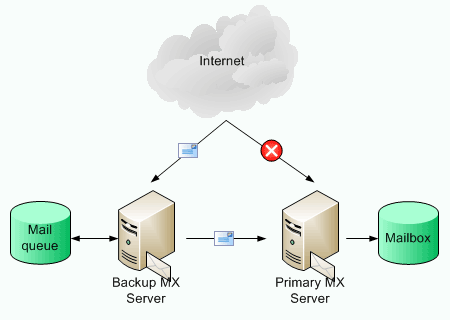 Internet
Mail
queue
Backup MX
Server
Primary MX
Server
Mailbox